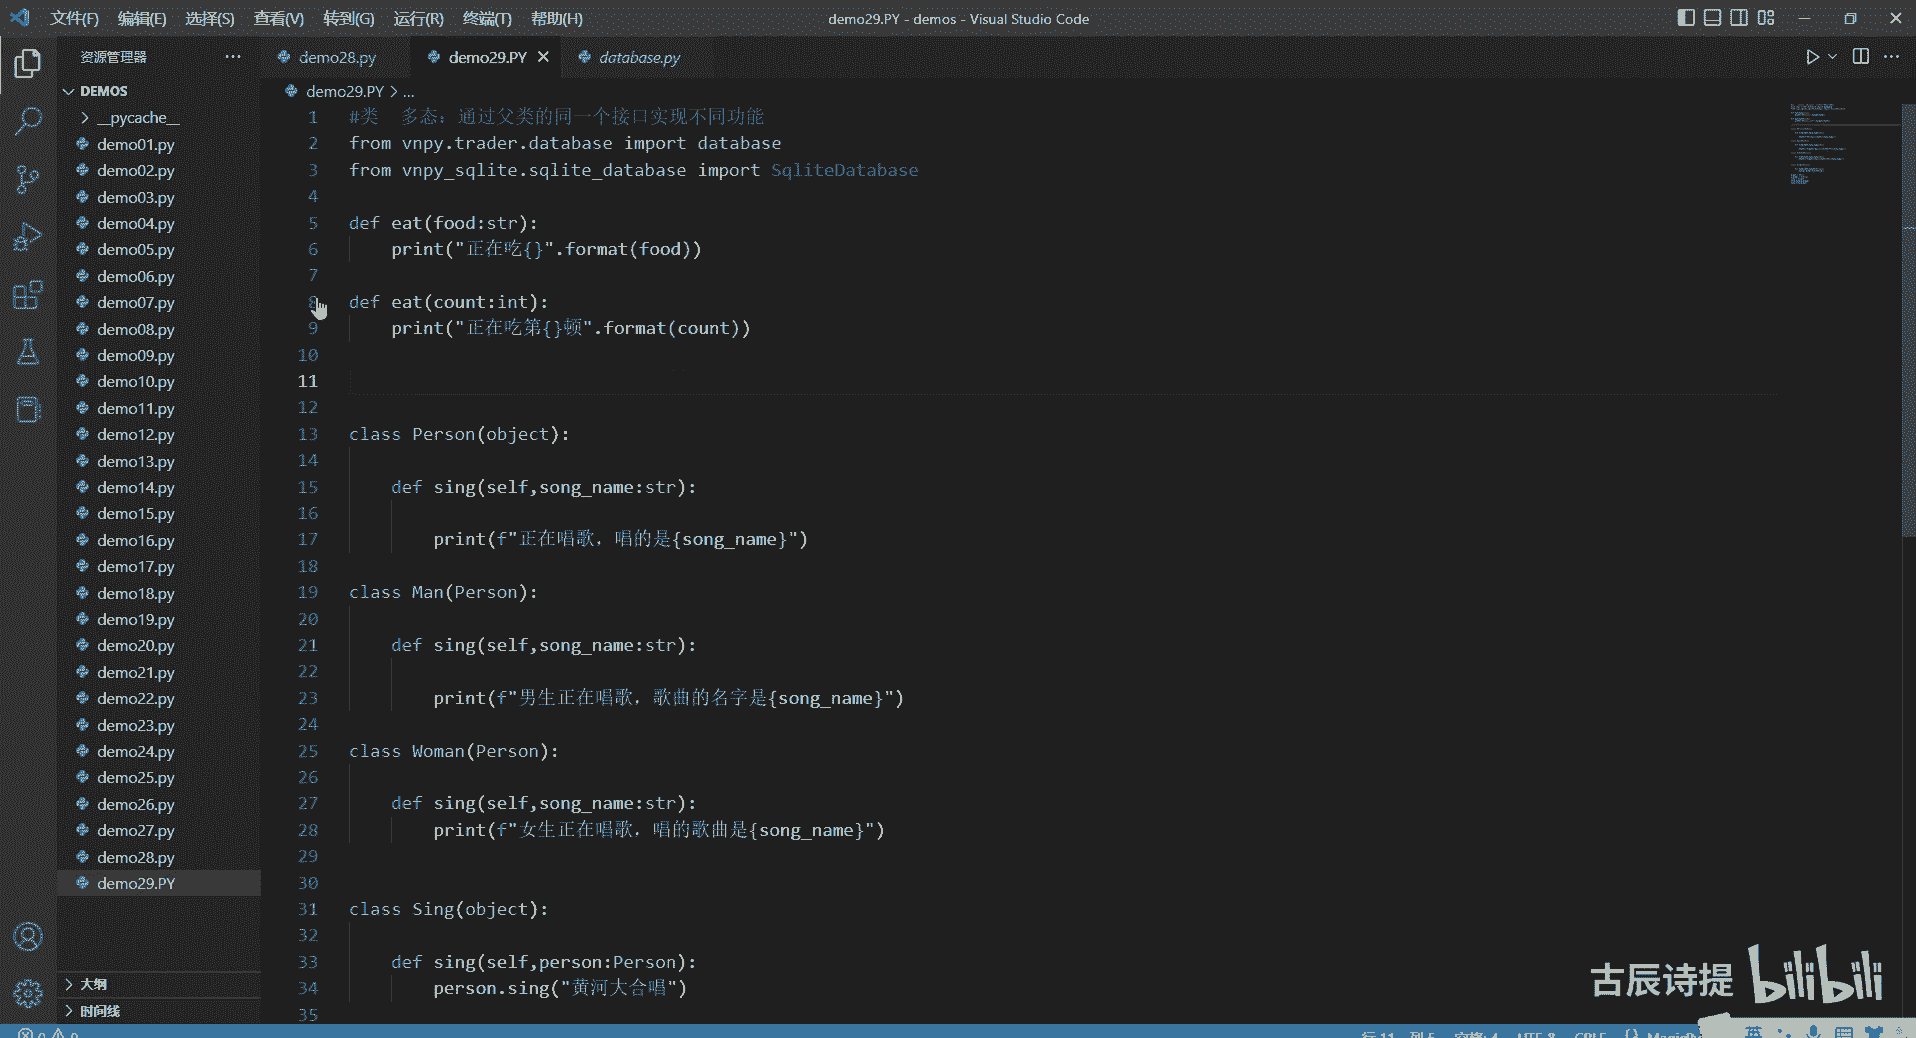 文件(F) 编辑(E) 选择(S) 查看(V) 转到(G) 运行(R) 终端(T) 帮助(H)
demo29.PY - demos - Visual Studio Code
资源管理器
demo28.py
demo29.PY
database.py
DEMOS
demo29.PY > ...
__pycache__
demo01.py
demo02.py
demo03.py
demo04.py
demo05.py
demo06.py
demo07.py
demo08.py
demo09.py
demo10.py
demo11.py
demo12.py
demo13.py
demo14.py
demo15.py
demo16.py
demo17.py
demo18.py
demo19.py
demo20.py
demo21.py
demo22.py
demo23.py
demo24.py
demo25.py
demo26.py
demo27.py
demo28.py
demo29.PY
大纲
时间线
1 #类 多态：通过父类的同一个接口实现不同功能
2 from vnpy.trader.database import database
3 from vnpy_sqlite.sqlite_database import SqliteDatabase
4
5 def eat(food:str):
6 print("正在吃{}".format(food))
7
8 def eat(count:int):
9 print("正在吃第{}顿".format(count))
10
11
12
13 class Person(object):
14
15 def sing(self,song_name:str):
16
17 print(f"正在唱歌，唱的是{song_name}")
18
19 class Man(Person):
20
21 def sing(self,song_name:str):
22
23 print(f"男生正在唱歌，歌曲的名字是{song_name}")
24
25 class Woman(Person):
26
27 def sing(self,song_name:str):
28 print(f"女生正在唱歌，唱的歌曲是{song_name}")
29
30
31 class Sing(object):
32
33 def sing(self,person:Person):
34 person.sing("黄河大合唱")
35
古辰诗提 bilibili
行 11, 列 5 空格: 4 UTF-8 CRLF
英